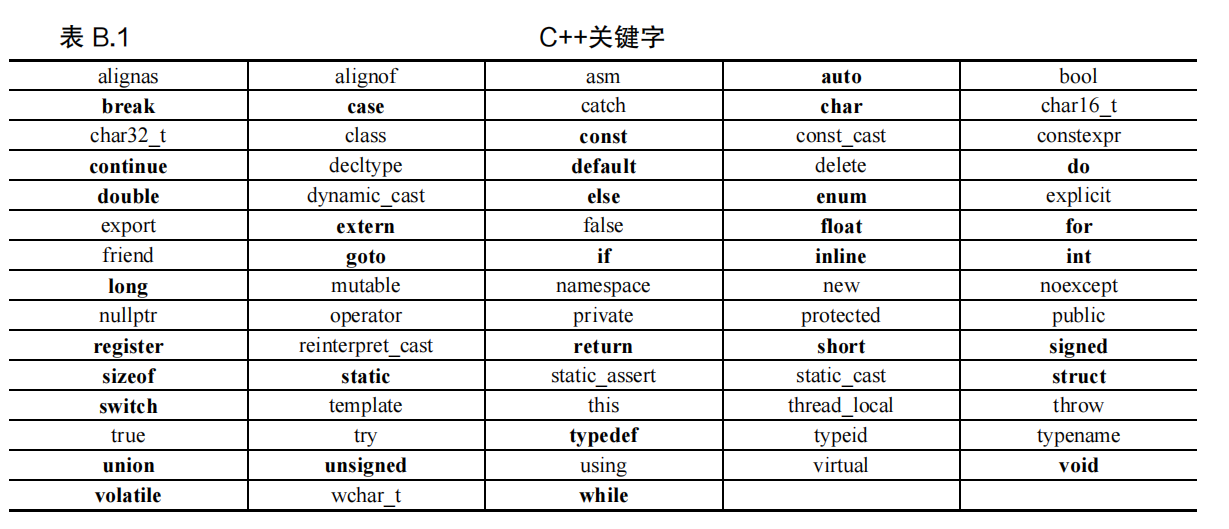 表 B.1 C++关键字
alignas alignof asm auto bool
break case catch char char16_t
char32_t class const const_cast constexpr
continue decltype default delete do
double dynamic_cast else enum explicit
export extern false float for
friend goto if inline int
long mutable namespace new noexcept
nullptr operator private protected public
register reinterpret_cast return short signed
sizeof static static_assert static_cast struct
switch template this thread_local throw
true try typedef typeid typename
union unsigned using virtual void
volatile wchar_t while